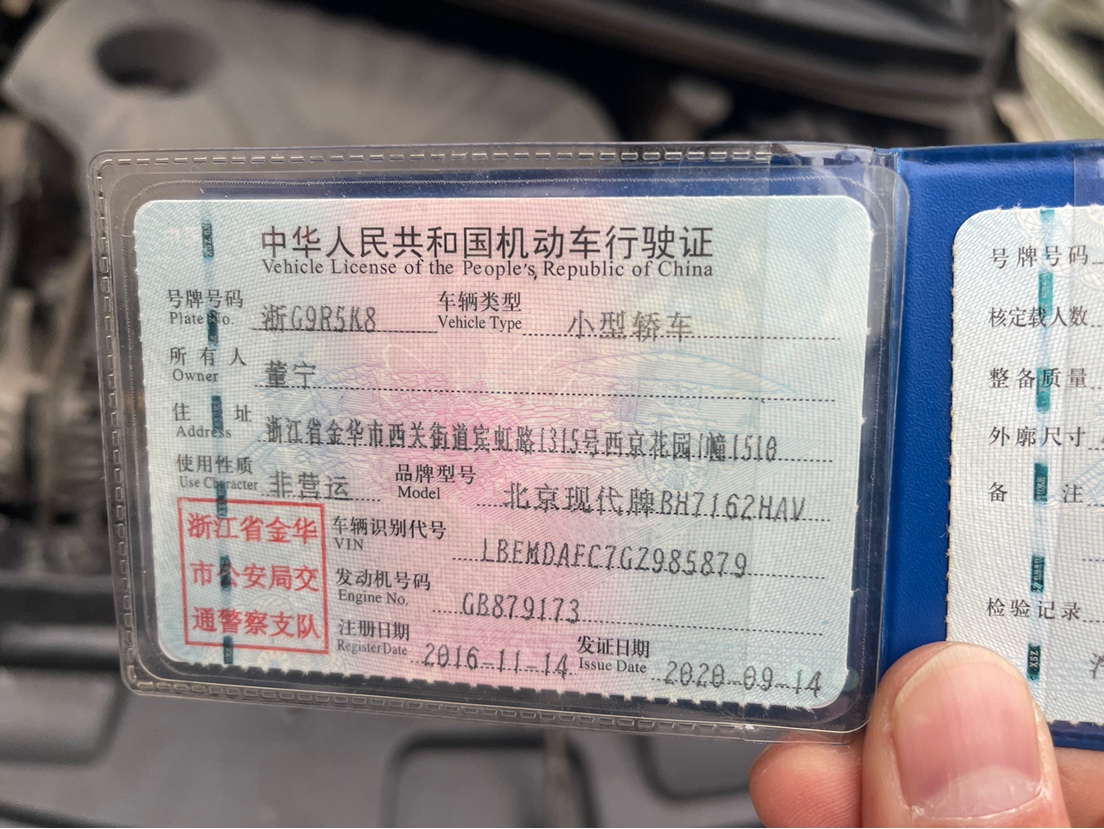 中华人民共和国机动车行驶证
Vehicle License of the People's Republic of China
号牌号码 浙G9R5K8 车辆类型 小型轿车
Plate No. Vehicle Type
所有人 董宁
Owner
住址 浙江省金华市西关街道宾虹路1315号西京花园1幢1510
Address
使用性质 非营运 品牌型号 北京现代牌BH7162HAV
Use Character Model
浙江省金华
市公安局交
通警察支队
车辆识别代号 LBEMDAFC7GZ985879
VIN
发动机号码 GB879173
Engine No.
注册日期 2016-11-14 发证日期 2020-09-14
Register Date Issue Date
号牌号码
核定载人数
整备质量
外廓尺寸
备注
检验记录